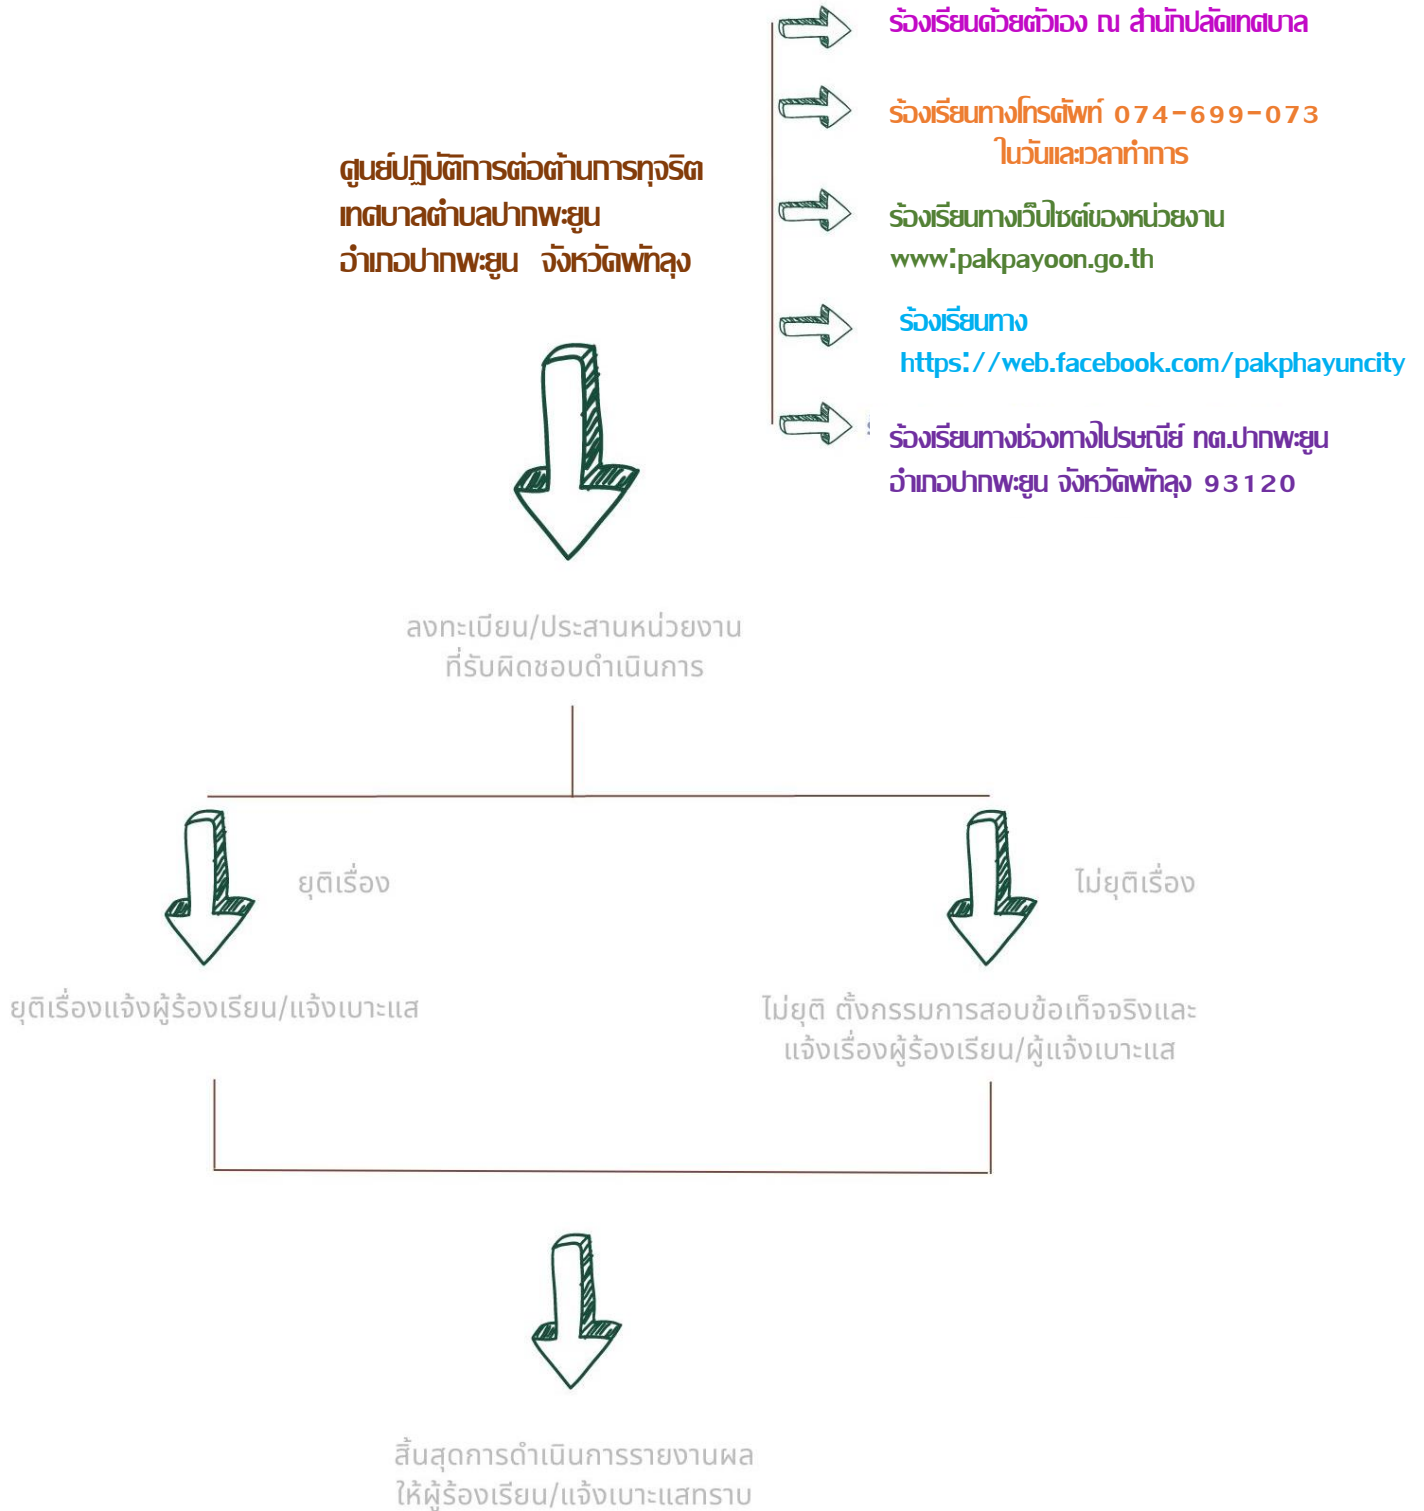 ศูนย์ปฏิบัติการต่อต้านการทุจริต
เทศบาลตำบลปากพะยูน
อำเภอปากพะยูน จังหวัดพัทลุง
ร้องเรียนด้วยตัวเอง ณ สำนักปลัดเทศบาล
ร้องเรียนทางโทรศัพท์ 074-699-073
ในวันและเวลาทำการ
ร้องเรียนทางเว็บไซต์ของหน่วยงาน
www:pakpayoon.go.th
ร้องเรียนทาง
https://web.facebook.com/pakphayuncity
ร้องเรียนทางช่องทางไปรษณีย์ ทต.ปากพะยูน
อำเภอปากพะยูน จังหวัดพัทลุง 93120
ลงทะเบียน/ประสานหน่วยงาน
ที่รับผิดชอบดำเนินการ
ยุติเรื่อง
ไม่ยุติเรื่อง
ยุติเรื่องแจ้งผู้ร้องเรียน/แจ้งเบาะแส
ไม่ยุติ ตั้งกรรมการสอบข้อเท็จจริงและ
แจ้งเรื่องผู้ร้องเรียน/ผู้แจ้งเบาะแส
สิ้นสุดการดำเนินการรายงานผล
ให้ผู้ร้องเรียน/แจ้งเบาะแสทราบ